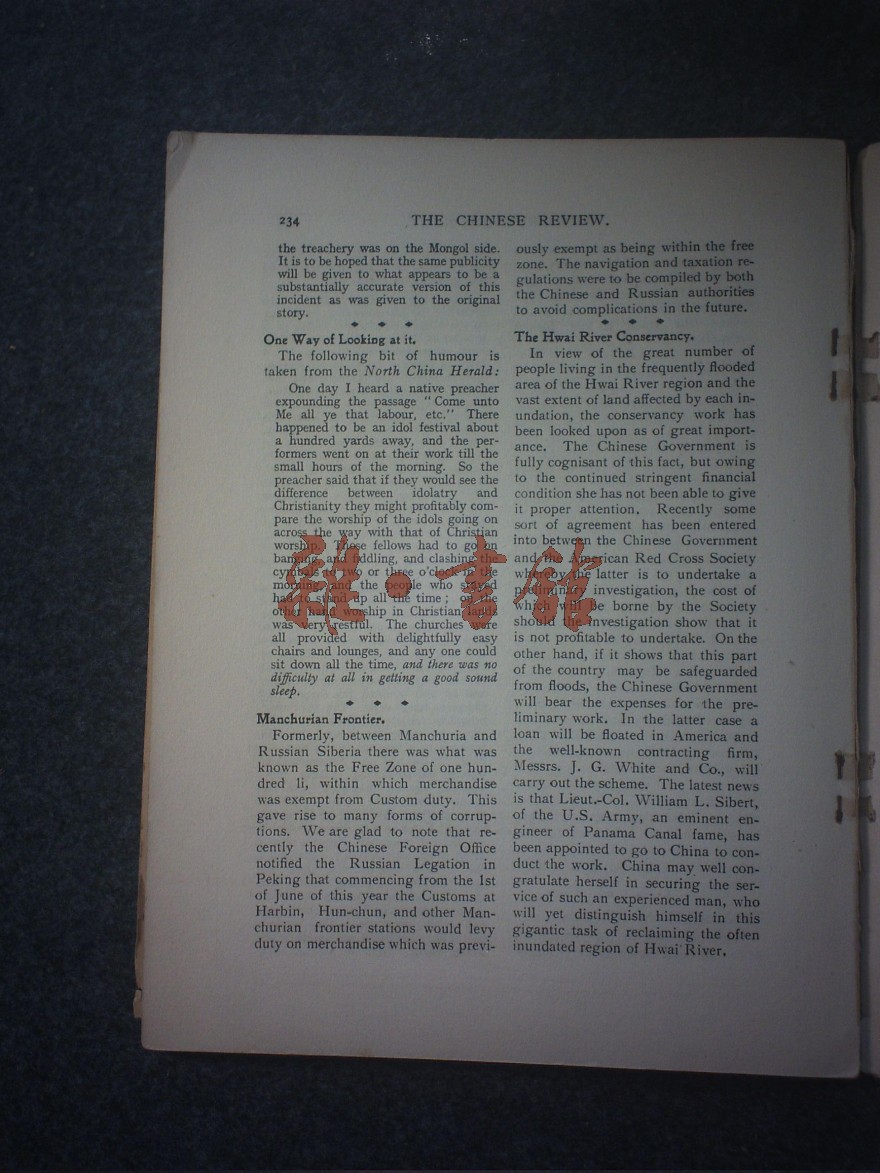 234
THE CHINESE REVIEW.
the treachery was on the Mongol side.
It is to be hoped that the same publicity
will be given to what appears to be a
substantially accurate version of this
incident as was given to the original
story.
One Way of Looking at it.
The following bit of humour is
taken from the North China Herald:
One day I heard a native preacher
expounding the passage "Come unto
Me all ye that labour, etc." There
happened to be an idol festival about
a hundred yards away, and the per-
formers went on at their work till the
small hours of the morning. So the
preacher said that if they would see the
difference between idolatry and
Christianity they might profitably com-
pare the worship of the idols going on
across the way with that of Christian
worship. Those fellows had to go on
banging and fiddling, and clashing the
cymbals to two or three o'clock in the
morning, and the people who stayed
had to stand up all the time; on the
other hand worship in Christian lands
was very restful. The churches were
all provided with delightfully easy
chairs and lounges, and any one could
sit down all the time, and there was no
difficulty at all in getting a good sound
sleep.
Manchurian Frontier.
Formerly, between Manchuria and
Russian Siberia there was what was
known as the Free Zone of one hun-
dred li, within which merchandise
was exempt from Custom duty. This
gave rise to many forms of corrup-
tions. We are glad to note that re-
cently the Chinese Foreign Office
notified the Russian Legation in
Peking that commencing from the 1st
of June of this year the Customs at
Harbin, Hun-chun, and other Man-
churian frontier stations would levy
duty on merchandise which was previ-
ously exempt as being within the free
zone. The navigation and taxation re-
gulations were to be compiled by both
the Chinese and Russian authorities
to avoid complications in the future.
The Hwai River Conservancy.
In view of the great number of
people living in the frequently flooded
area of the Hwai River region and the
vast extent of land affected by each in-
undation, the conservancy work has
been looked upon as of great import-
ance. The Chinese Government is
fully cognisant of this fact, but owing
to the continued stringent financial
condition she has not been able to give
it proper attention. Recently some
sort of agreement has been entered
into between the Chinese Government
and the American Red Cross Society
whereby the latter is to undertake a
preliminary investigation, the cost of
which will be borne by the Society
should the investigation show that it
is not profitable to undertake. On the
other hand, if it shows that this part
of the country may be safeguarded
from floods, the Chinese Government
will bear the expenses for the pre-
liminary work. In the latter case a
loan will be floated in America and
the well-known contracting firm,
Messrs. J. G. White and Co., will
carry out the scheme. The latest news
is that Lieut.-Col. William L. Sibert,
of the U.S. Army, an eminent en-
gineer of Panama Canal fame, has
been appointed to go to China to con-
duct the work. China may well con-
gratulate herself in securing the ser-
vice of such an experienced man, who
will yet distinguish himself in this
gigantic task of reclaiming the often
inundated region of Hwai River.